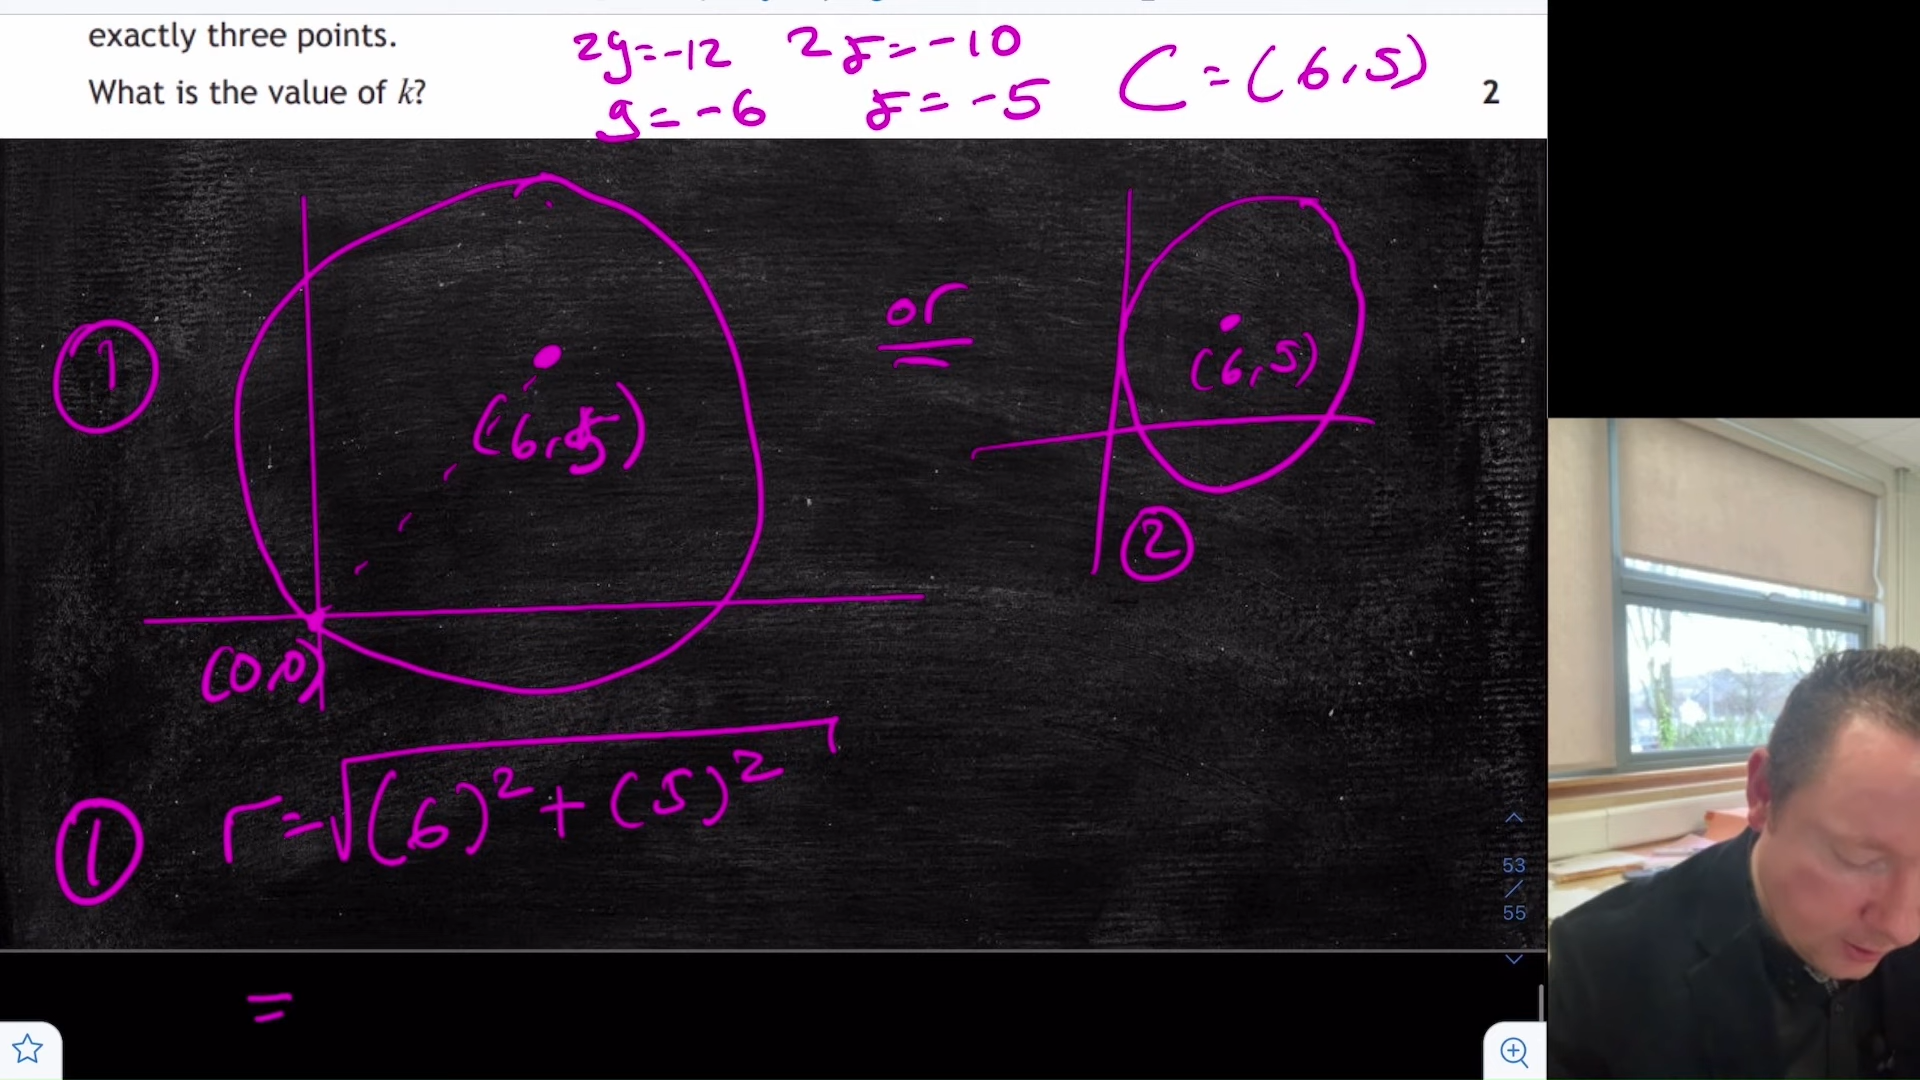 exactly three points.
What is the value of k?
2
2g=-12
2f=-10
C=(6,5)
g=-6
f=-5
1
(6,5)
(0,0)
or
(6,5)
2
1
r=√(6)²+(5)²
=
53
/
55